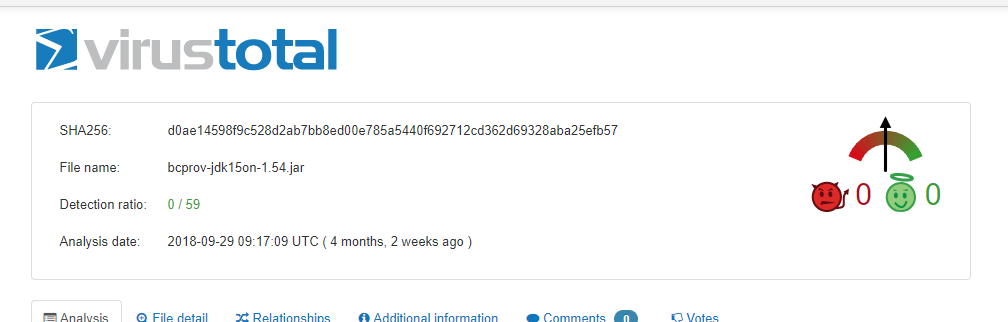 virustotal
SHA256: d0ae14598f9c528d2ab7bb8ed00e785a5440f692712cd362d69328aba25efb57
File name: bcprov-jdk15on-1.54.jar
Detection ratio: 0 / 59
0 0
Analysis date: 2018-09-29 09:17:09 UTC ( 4 months, 2 weeks ago )
Analysis File detail Relationships Additional information Comments 0 Votes